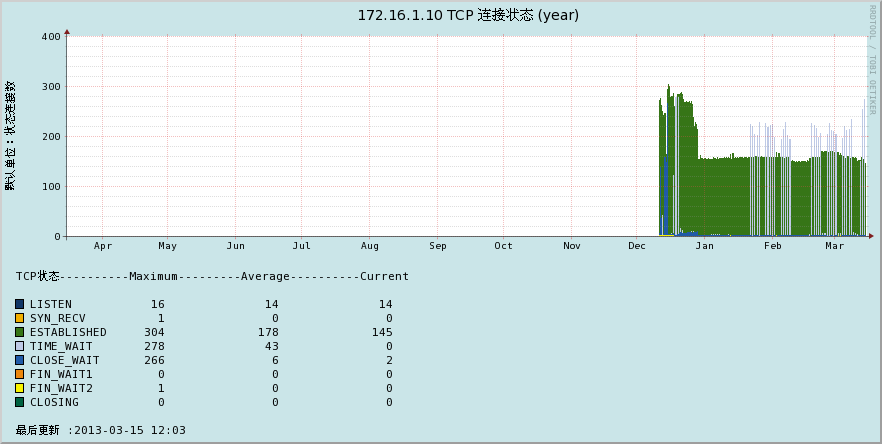 172.16.1.10 TCP 连接状态 (year)
RRDTOOL / TOBI OETIKER
默认单位：状态连接数
400
300
200
100
0
Apr May Jun Jul Aug Sep Oct Nov Dec Jan Feb Mar
TCP状态----------Maximum---------Average----------Current
LISTEN 16 14 14
SYN_RECV 1 0 0
ESTABLISHED 304 178 145
TIME_WAIT 278 43 0
CLOSE_WAIT 266 6 2
FIN_WAIT1 0 0 0
FIN_WAIT2 1 0 0
CLOSING 0 0 0
最后更新 :2013-03-15 12:03